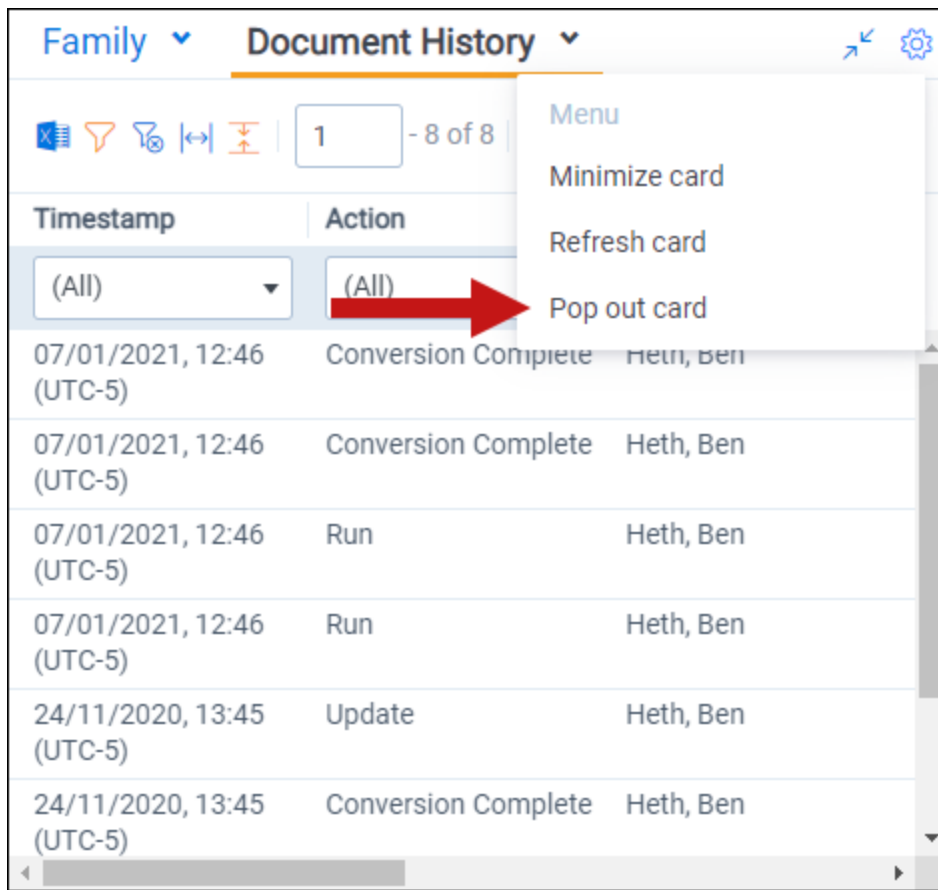 Family Document History
Menu
1 - 8 of 8
Minimize card
Timestamp Action
Refresh card
(All) (All)
Pop out card
07/01/2021, 12:46 Conversion Complete Heth, Ben
(UTC-5)
07/01/2021, 12:46 Conversion Complete Heth, Ben
(UTC-5)
07/01/2021, 12:46 Run Heth, Ben
(UTC-5)
07/01/2021, 12:46 Run Heth, Ben
(UTC-5)
24/11/2020, 13:45 Update Heth, Ben
(UTC-5)
24/11/2020, 13:45 Conversion Complete Heth, Ben
(UTC-5)